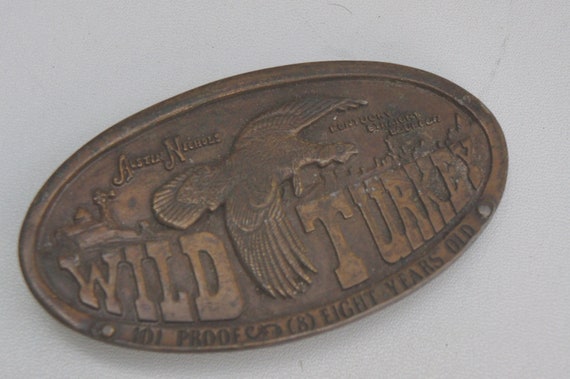 Austin Nichols
KENTUCKY
STRAIGHT
BOURBON
WILD TURKEY
101 PROOF (8) EIGHT YEARS OLD